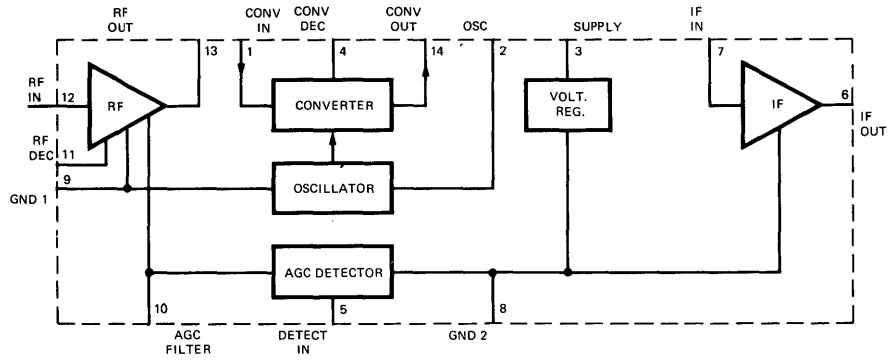 RF
OUT
CONV
IN
CONV
DEC
CONV
OUT
OSC
SUPPLY
IF
IN
13
1
4
14
2
3
7
RF
IN
12
RF
CONVERTER
VOLT.
REG.
IF
6
IF
OUT
RF
DEC
11
9
GND 1
OSCILLATOR
AGC DETECTOR
10
5
8
AGC
FILTER
DETECT
IN
GND 2